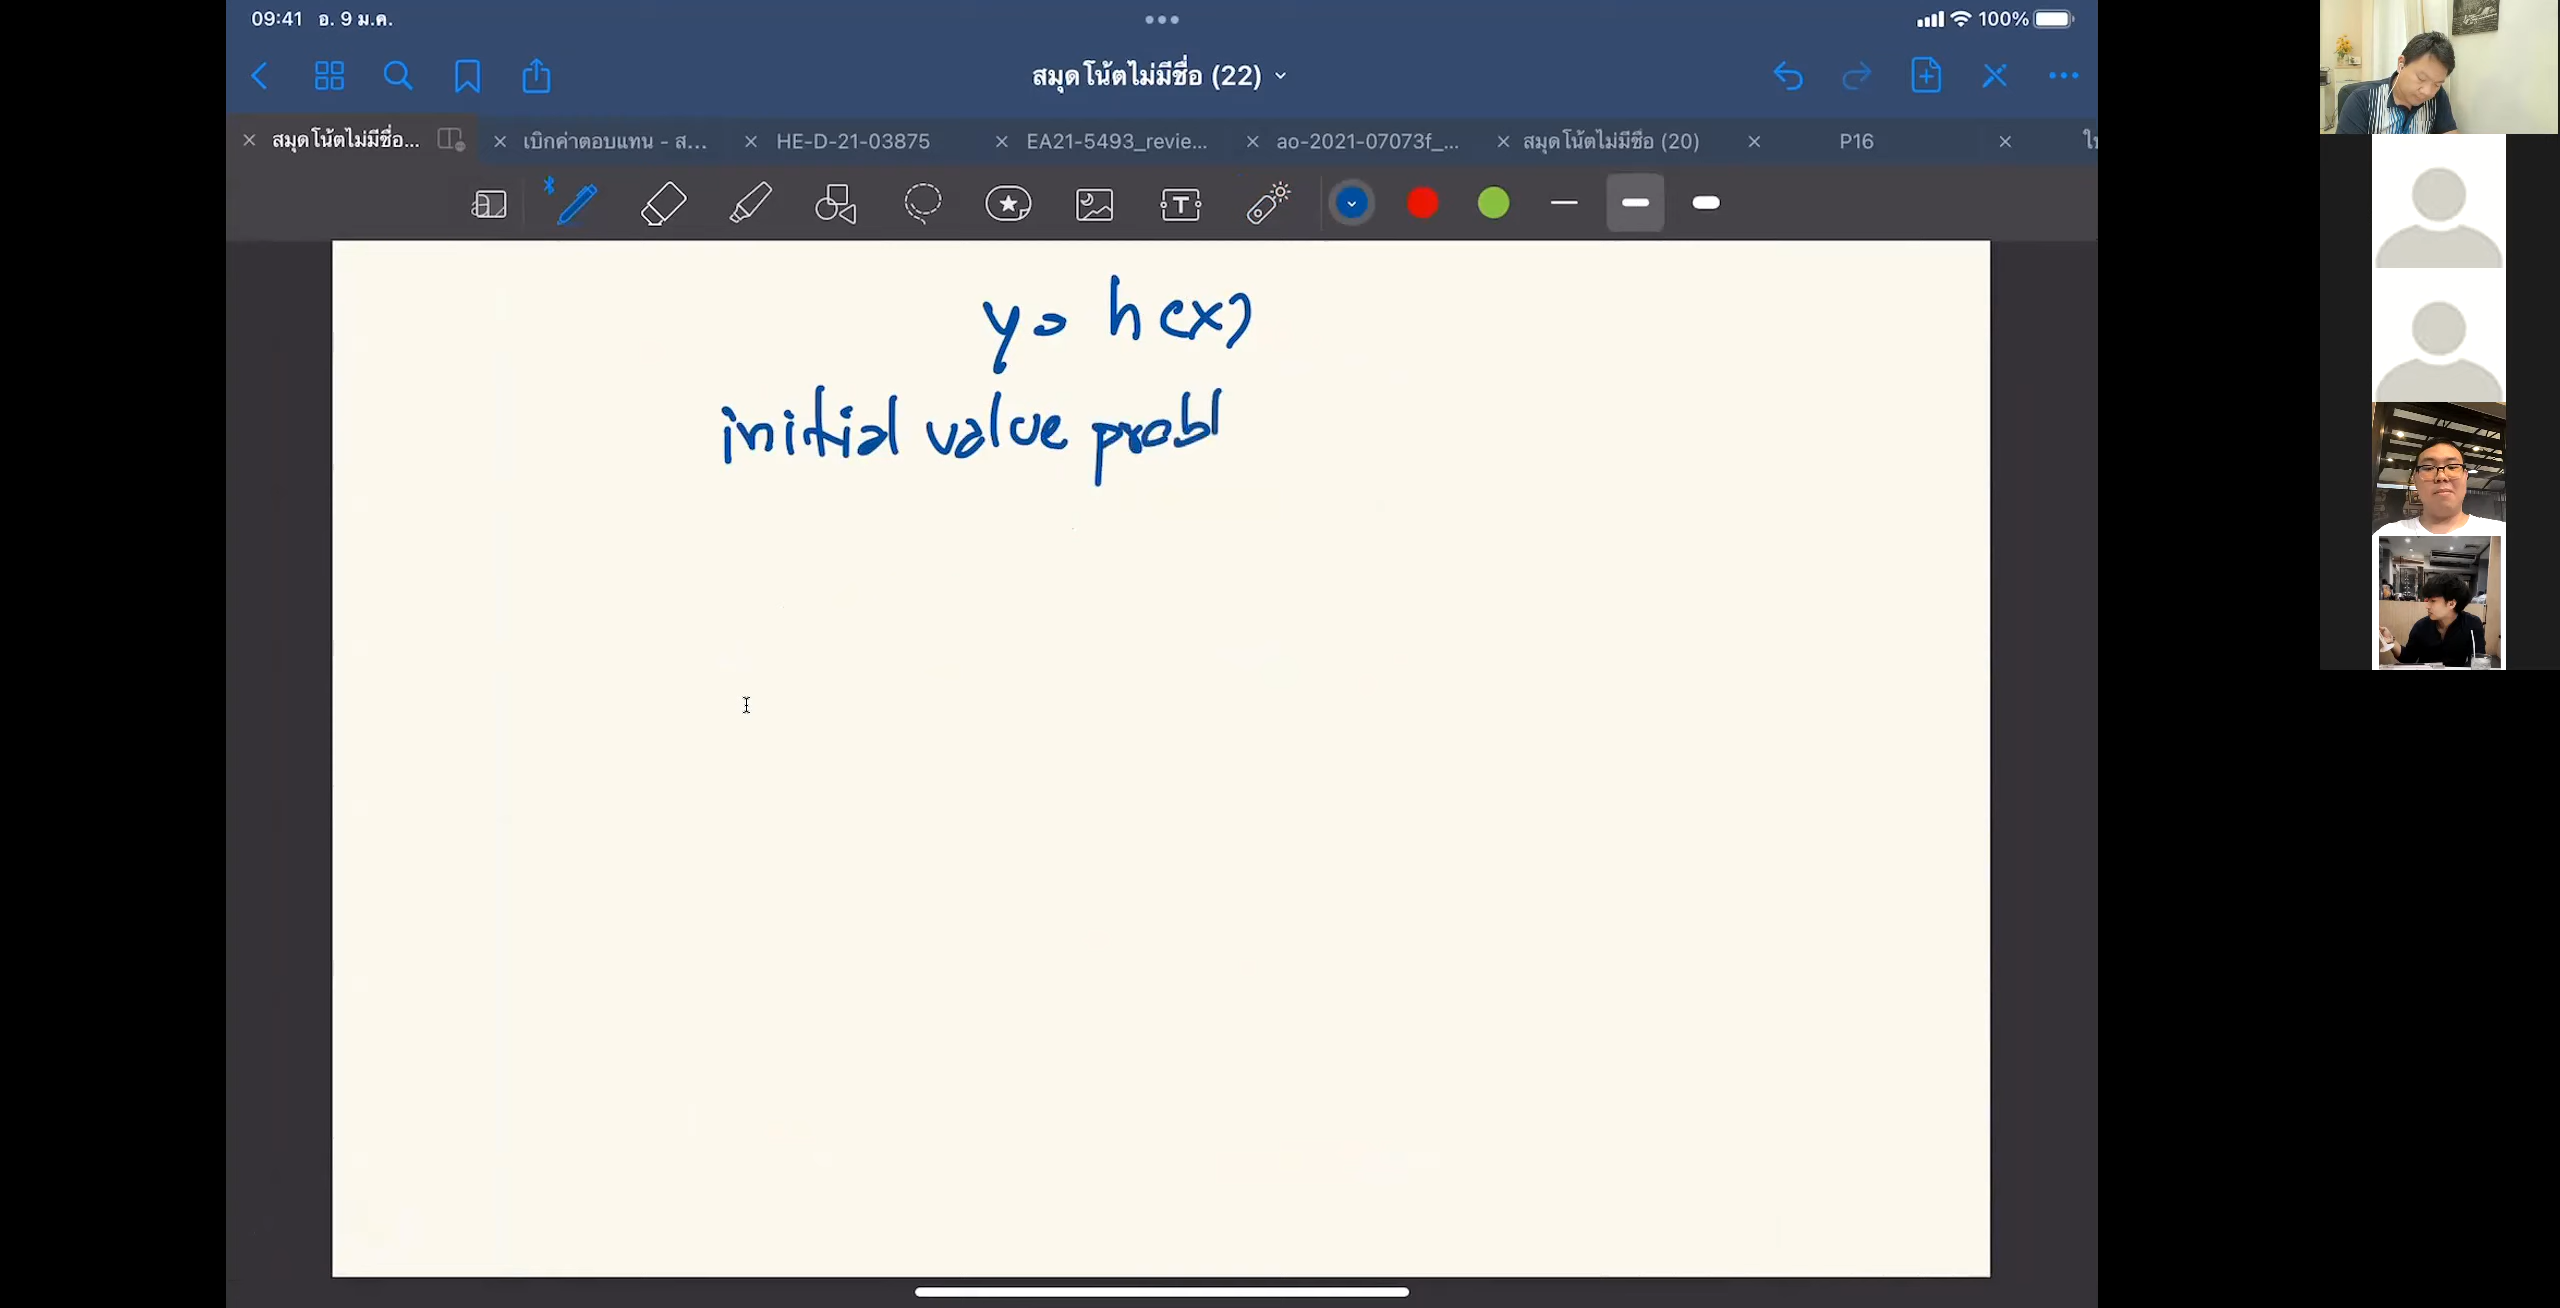 09:41 อ. 9 ม.ค.
100%
สมุดโน้ตไม่มีชื่อ (22)
สมุดโน้ตไม่มีชื่อ...
เบิกค่าตอบแทน - ส...
HE-D-21-03875
EA21-5493_revie...
ao-2021-07073f_...
สมุดโน้ตไม่มีชื่อ (20)
P16
y = h(x)
initial value probl